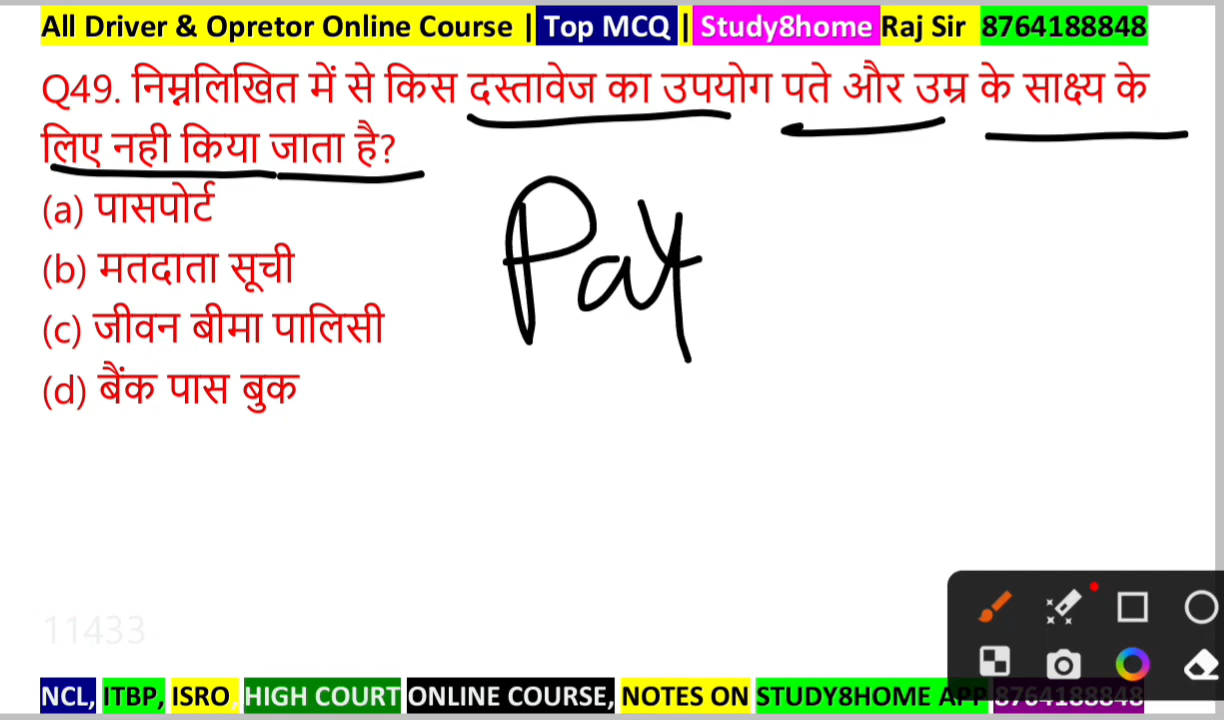 All Driver & Opretor Online Course | Top MCQ | Study8home Raj Sir 8764188848
Q49. निम्नलिखित में से किस दस्तावेज का उपयोग पते और उम्र के साक्ष्य के
लिए नही किया जाता है?
(a) पासपोर्ट
(b) मतदाता सूची
(c) जीवन बीमा पालिसी
(d) बैंक पास बुक
11433
NCL, ITBP, ISRO, HIGH COURT ONLINE COURSE, NOTES ON STUDY8HOME APP 8764188848